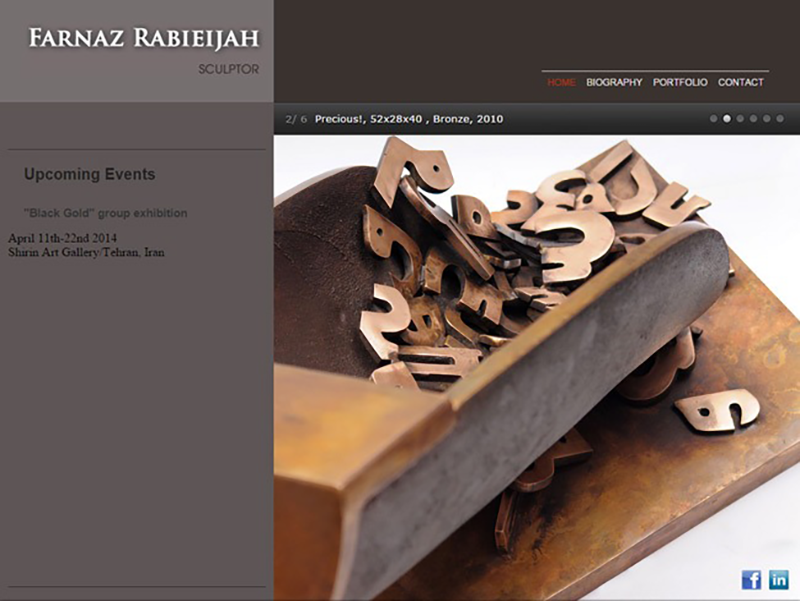 FARNAZ RABIEIJAH
SCULPTOR
HOME BIOGRAPHY PORTFOLIO CONTACT
2/ 6 Precious!, 52x28x40 , Bronze, 2010
Upcoming Events
"Black Gold" group exhibition
April 11th-22nd 2014
Shirin Art Gallery/Tehran, Iran
f in